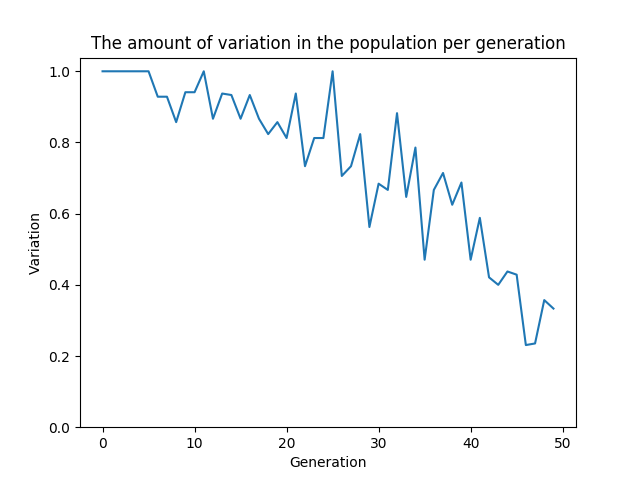 The amount of variation in the population per generation
1.0
0.8
0.6
0.4
0.2
0.0
Variation
0 10 20 30 40 50
Generation